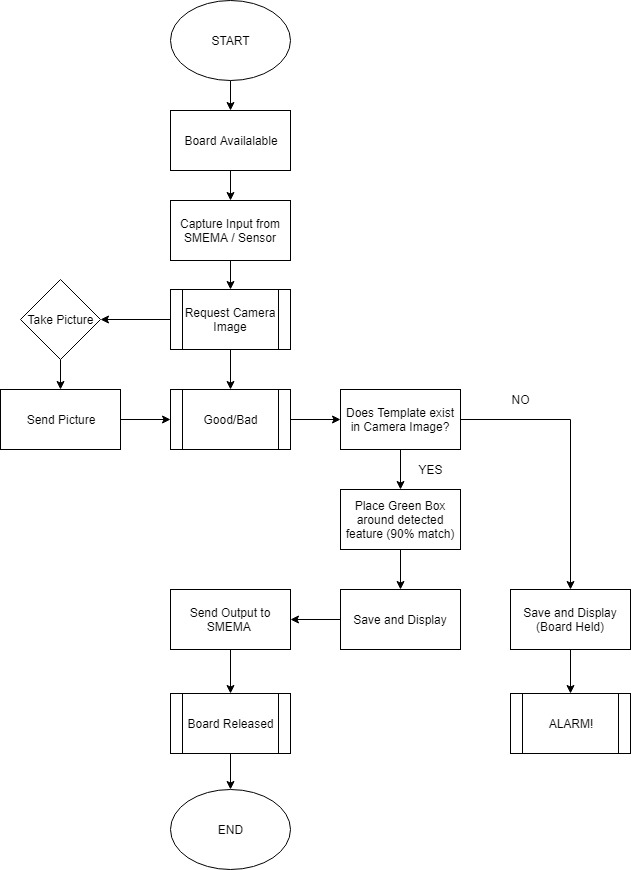 START
Board Availalable
Capture Input from
SMEMA / Sensor
Request Camera
Image
Take Picture
Send Picture
Good/Bad
Does Template exist
in Camera Image?
NO
YES
Place Green Box
around detected
feature (90% match)
Send Output to
SMEMA
Save and Display
Save and Display
(Board Held)
Board Released
ALARM!
END